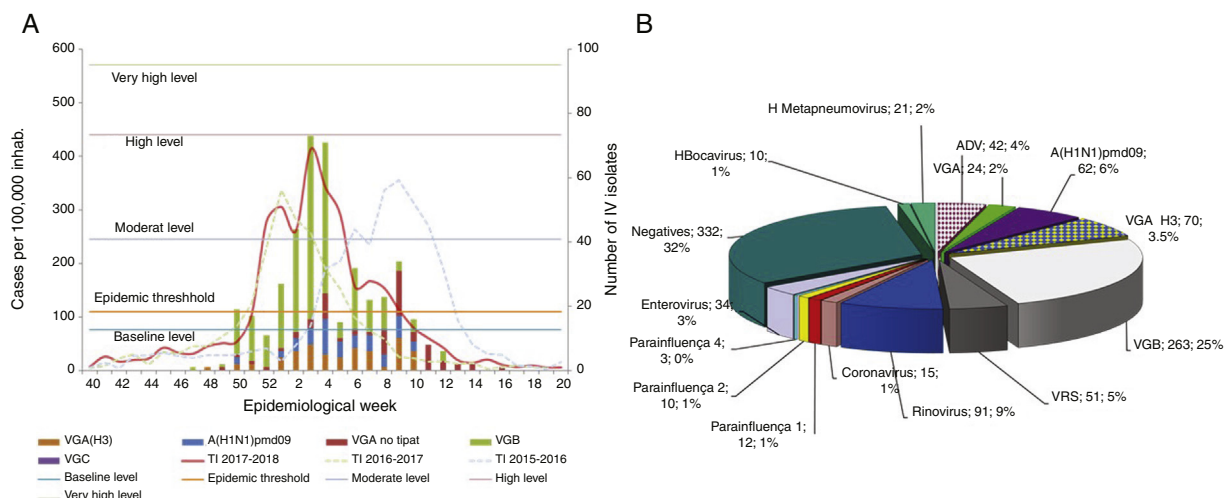 A
B
600
500
400
300
200
100
0
Cases per 100,000 inhab.
Very high level
High level
Moderat level
Epidemic threshhold
Baseline level
100
80
60
40
20
0
Number of IV isolates
40 42 44 46 48 50 52 2 4 6 8 10 12 14 16 18 20
Epidemiological week
VGA(H3)
A(H1N1)pmd09
VGA no tipat
VGB
VGC
TI 2017-2018
TI 2016-2017
TI 2015-2016
Baseline level
Epidemic threshold
Moderate level
High level
Very high level
H Metapneumovirus; 21; 2%
HBocavirus; 10;
1%
ADV; 42; 4%
VGA; 24; 2%
A(H1N1)pmd09;
62; 6%
VGA H3; 70;
3.5%
Negatives; 332;
32%
Enterovirus; 34;
3%
Parainfluença 4;
3; 0%
Parainfluença 2;
10; 1%
Parainfluença 1;
12; 1%
Coronavirus; 15;
1%
Rinovirus; 91; 9%
VRS; 51; 5%
VGB; 263; 25%